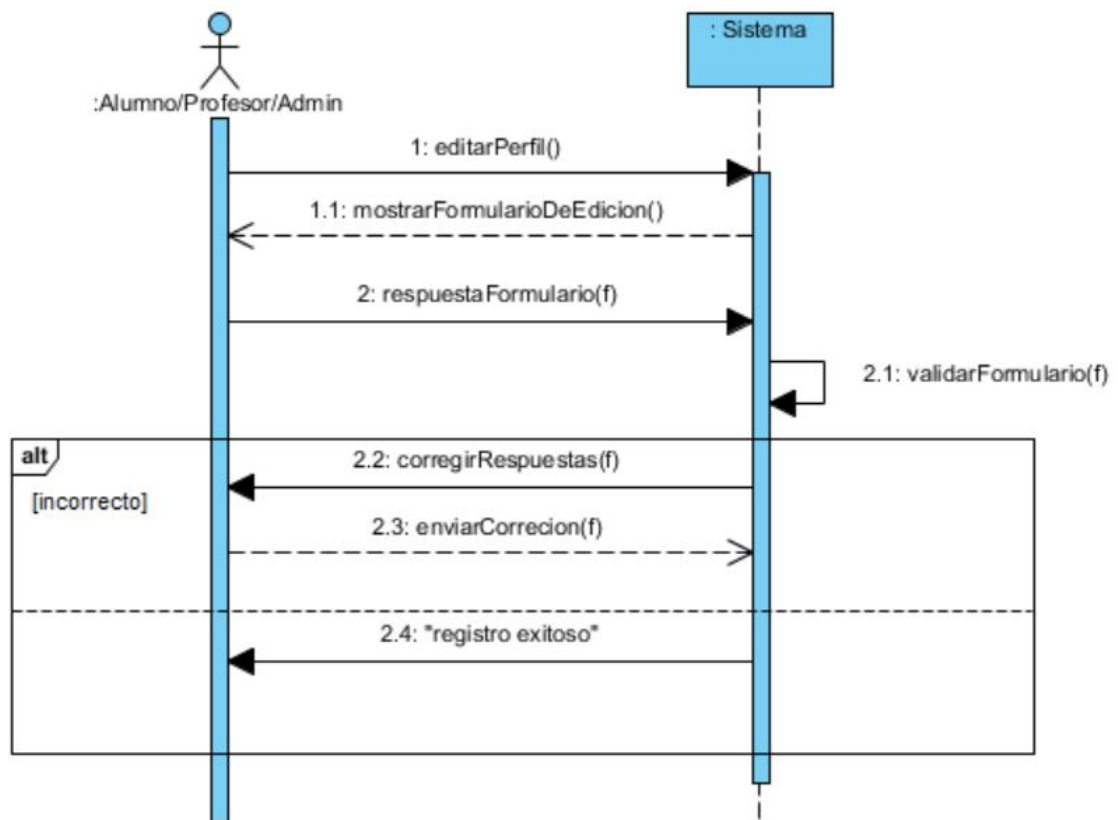 : Sistema
:Alumno/Profesor/Admin
1: editarPerfil()
1.1: mostrarFormularioDeEdicion()
2: respuestaFormulario(f)
2.1: validarFormulario(f)
alt
2.2: corregirRespuestas(f)
[incorrecto]
2.3: enviarCorrecion(f)
2.4: "registro exitoso"